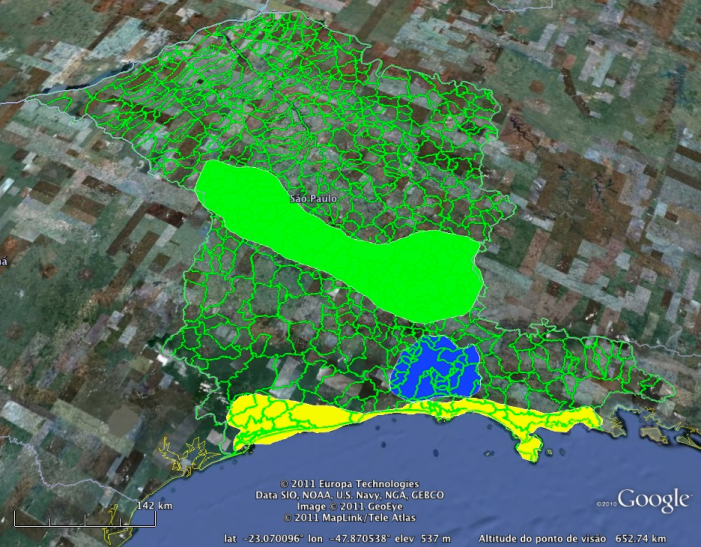 São Paulo
á
142 km
© 2011 Europa Technologies
Data SIO, NOAA, U.S. Navy, NGA, GEBCO
Image © 2011 GeoEye
© 2011 MapLink/Tele Atlas
©2010 Google
lat -23.070096° lon -47.870538° elev 537 m Altitude do ponto de visão 652.74 km